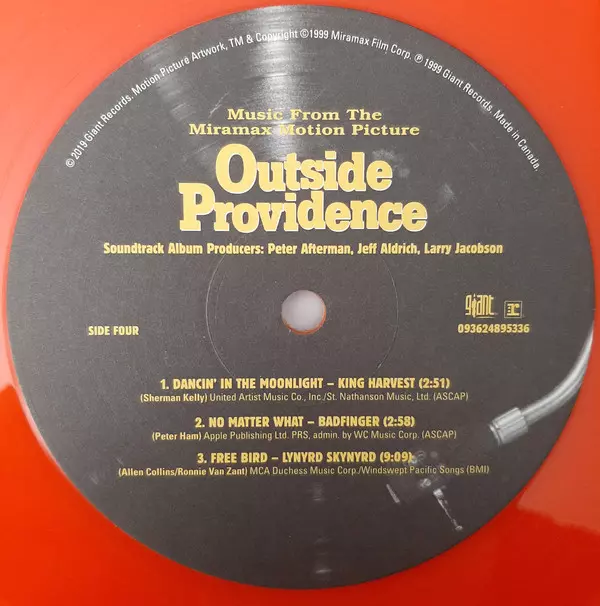 © 2019 Giant Records. Motion Picture Artwork, TM & Copyright ©1999 Miramax Film Corp. ℗ 1999 Giant Records. Made in Canada.
Music From The
Miramax Motion Picture
Outside
Providence
Soundtrack Album Producers: Peter Afterman, Jeff Aldrich, Larry Jacobson
giant r
SIDE FOUR
093624895336
1. DANCIN' IN THE MOONLIGHT – KING HARVEST (2:51)
(Sherman Kelly) United Artist Music Co., Inc./St. Nathanson Music, Ltd. (ASCAP)
2. NO MATTER WHAT – BADFINGER (2:58)
(Peter Ham) Apple Publishing Ltd. PRS, admin. by WC Music Corp. (ASCAP)
3. FREE BIRD – LYNYRD SKYNYRD (9:09)
(Allen Collins/Ronnie Van Zant) MCA Duchess Music Corp./Windswept Pacific Songs (BMI)